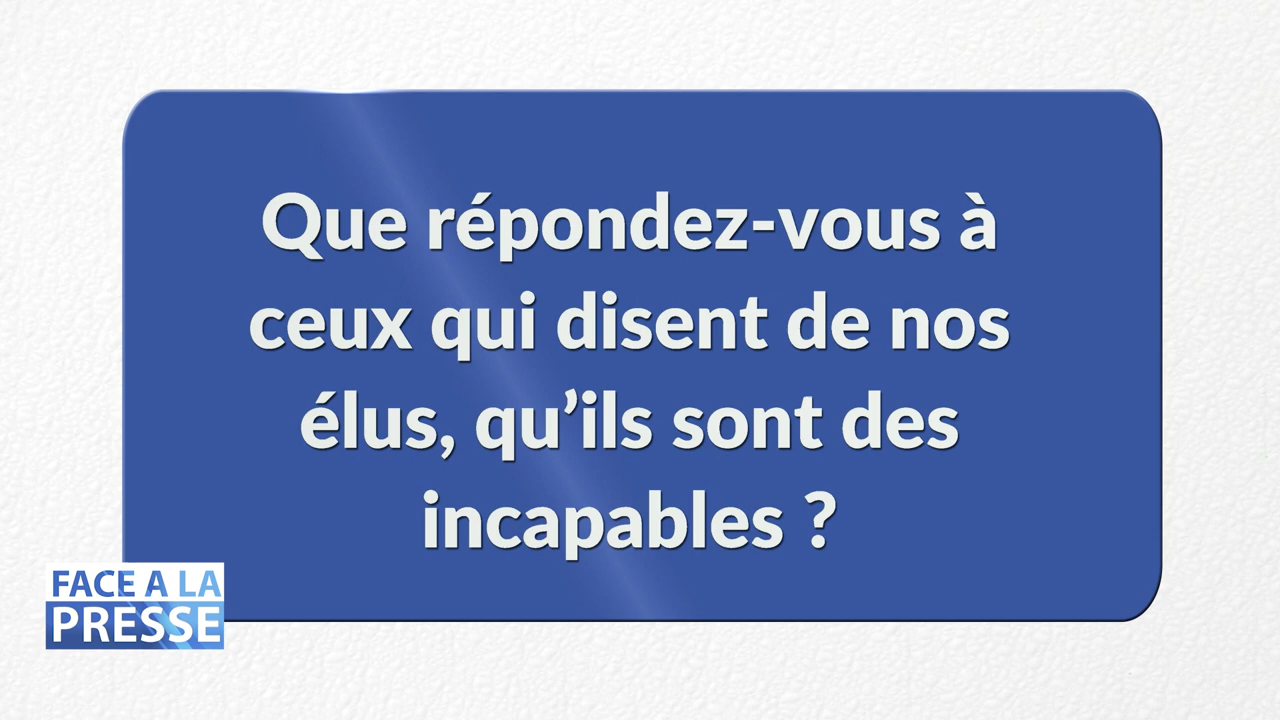 Que répondez-vous à
ceux qui disent de nos
élus, qu’ils sont des
incapables ?
FACE A LA
PRESSE